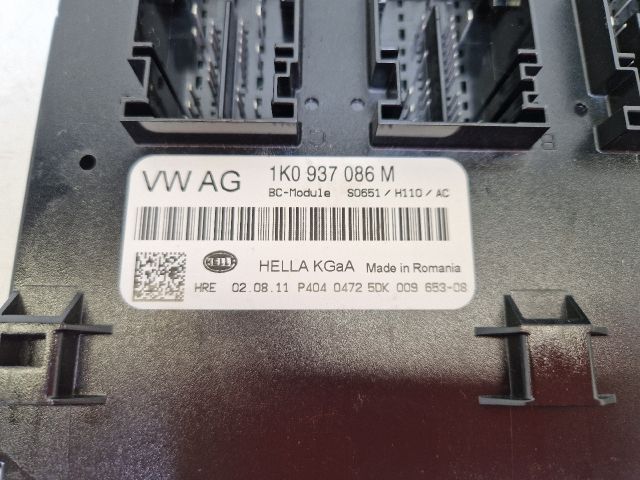 VW AG 1K0 937 086 M
BC-Module S0651 / H110 / AC
HELLA HELLA KGaA Made in Romania
HRE 02.08.11 P404 0472 5DK 009 653-08
B